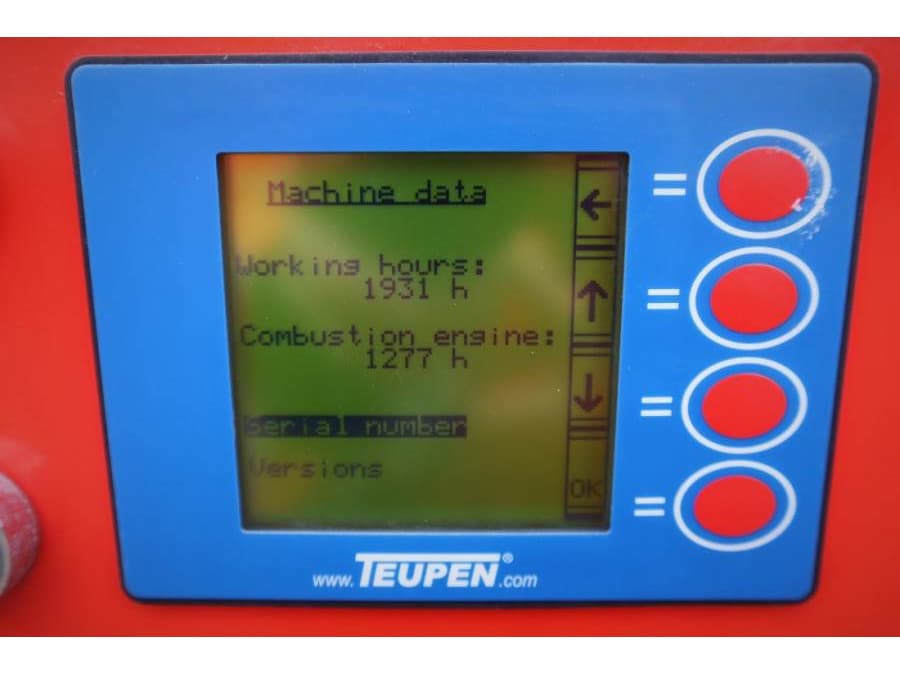 Machine data
Working hours:
1931 h
Combustion engine:
1277 h
Serial number
Versions
OK
www.TEUPEN®.com